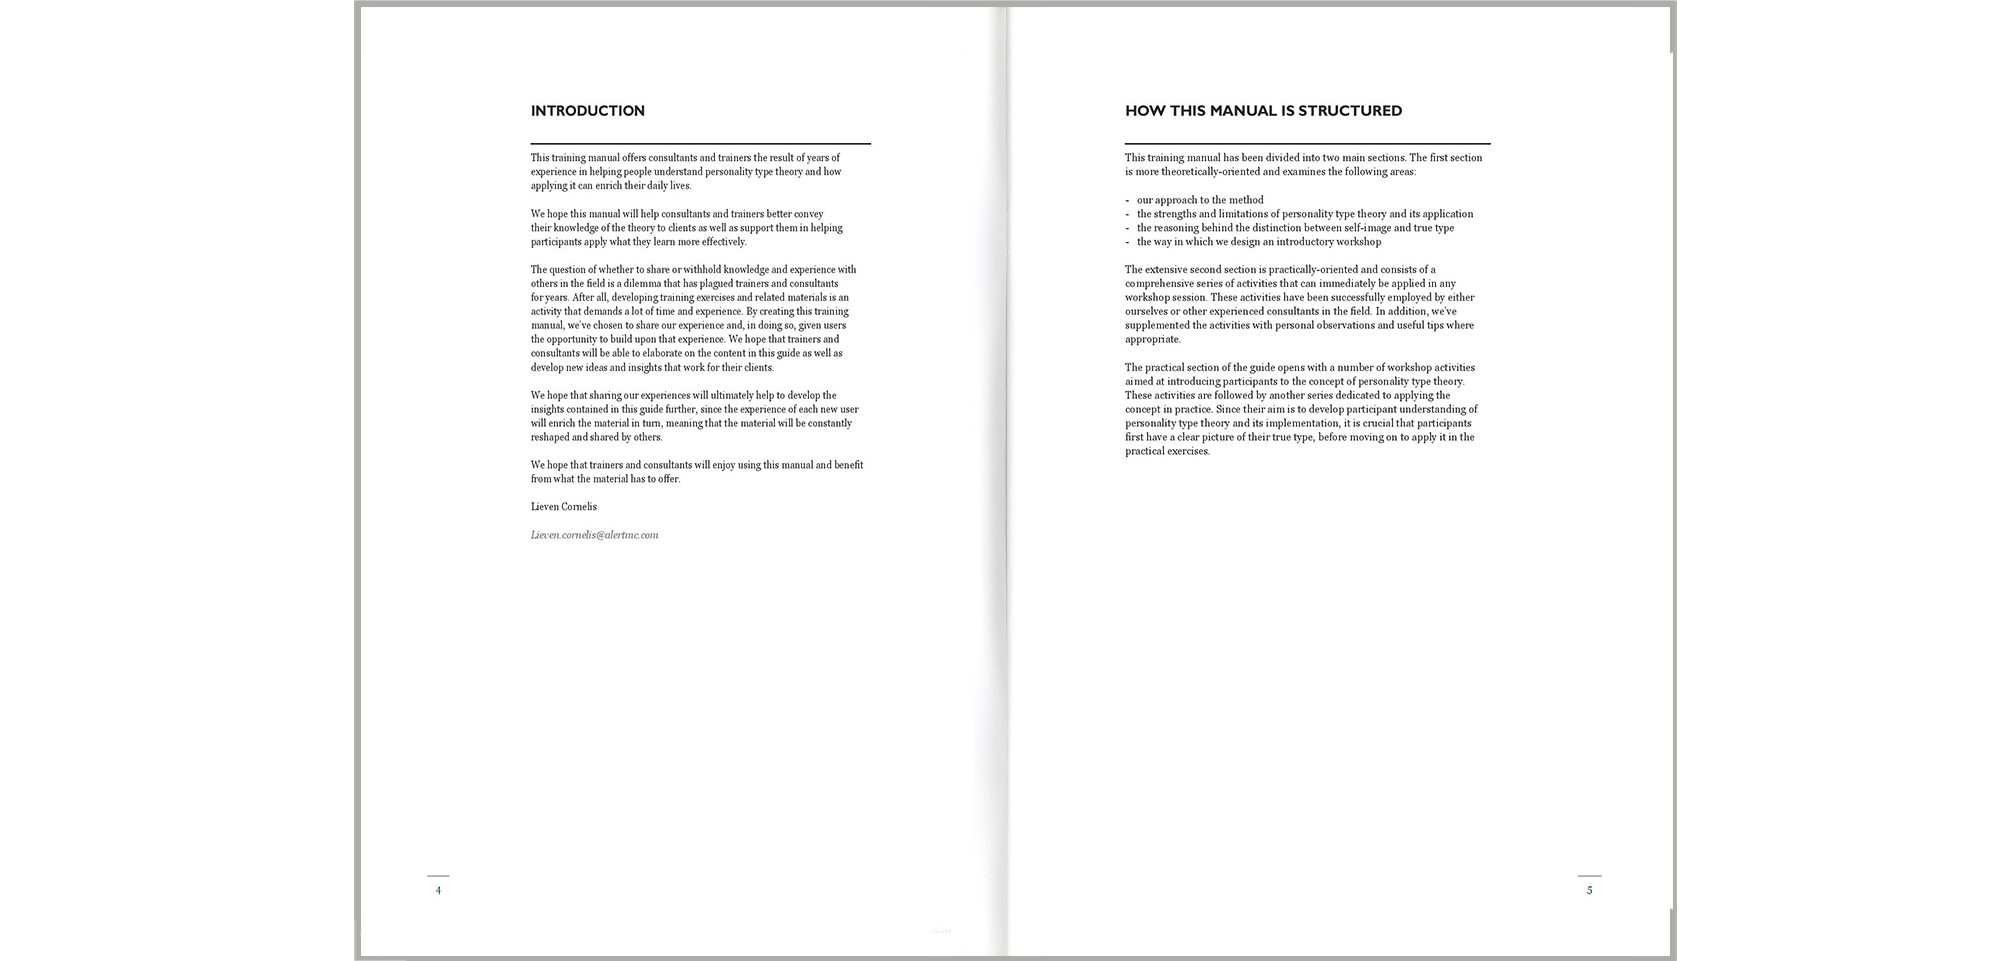 INTRODUCTION
This training manual offers consultants and trainers the result of years of
experience in helping people understand personality type theory and how
applying it can enrich their daily lives.
We hope this manual will help consultants and trainers better convey
their knowledge of the theory to clients as well as support them in helping
participants apply what they learn more effectively.
The question of whether to share or withhold knowledge and experience with
others in the field is a dilemma that has plagued trainers and consultants
for years. After all, developing training exercises and related materials is an
activity that demands a lot of time and experience. By creating this training
manual, we've chosen to share our experience and, in doing so, given users
the opportunity to build upon that experience. We hope that trainers and
consultants will be able to elaborate on the content in this guide as well as
develop new ideas and insights that work for their clients.
We hope that sharing our experiences will ultimately help to develop the
insights contained in this guide further, since the experience of each new user
will enrich the material in turn, meaning that the material will be constantly
reshaped and shared by others.
We hope that trainers and consultants will enjoy using this manual and benefit
from what the material has to offer.
Lieven Cornelis
Lieven.cornelis@alertmc.com
4
HOW THIS MANUAL IS STRUCTURED
This training manual has been divided into two main sections. The first section
is more theoretically-oriented and examines the following areas:
- our approach to the method
- the strengths and limitations of personality type theory and its application
- the reasoning behind the distinction between self-image and true type
- the way in which we design an introductory workshop
The extensive second section is practically-oriented and consists of a
comprehensive series of activities that can immediately be applied in any
workshop session. These activities have been successfully employed by either
ourselves or other experienced consultants in the field. In addition, we've
supplemented the activities with personal observations and useful tips where
appropriate.
The practical section of the guide opens with a number of workshop activities
aimed at introducing participants to the concept of personality type theory.
These activities are followed by another series dedicated to applying the
concept in practice. Since their aim is to develop participant understanding of
personality type theory and its implementation, it is crucial that participants
first have a clear picture of their true type, before moving on to apply it in the
practical exercises.
5